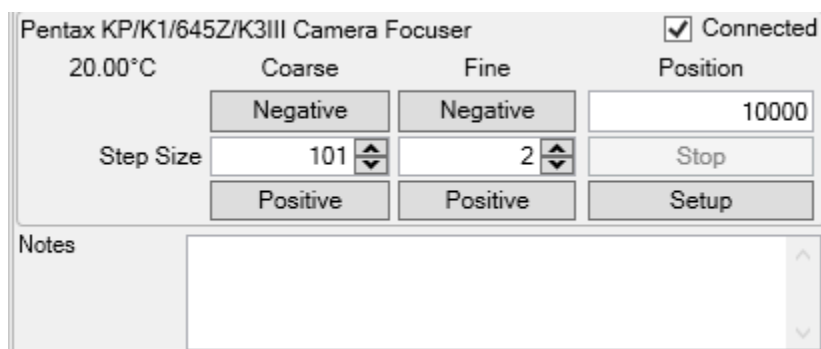 Pentax KP/K1/645Z/K3III Camera Focuser Connected
20.00°C Coarse Fine Position
Negative Negative 10000
Step Size 101 2 Stop
Positive Positive Setup
Notes